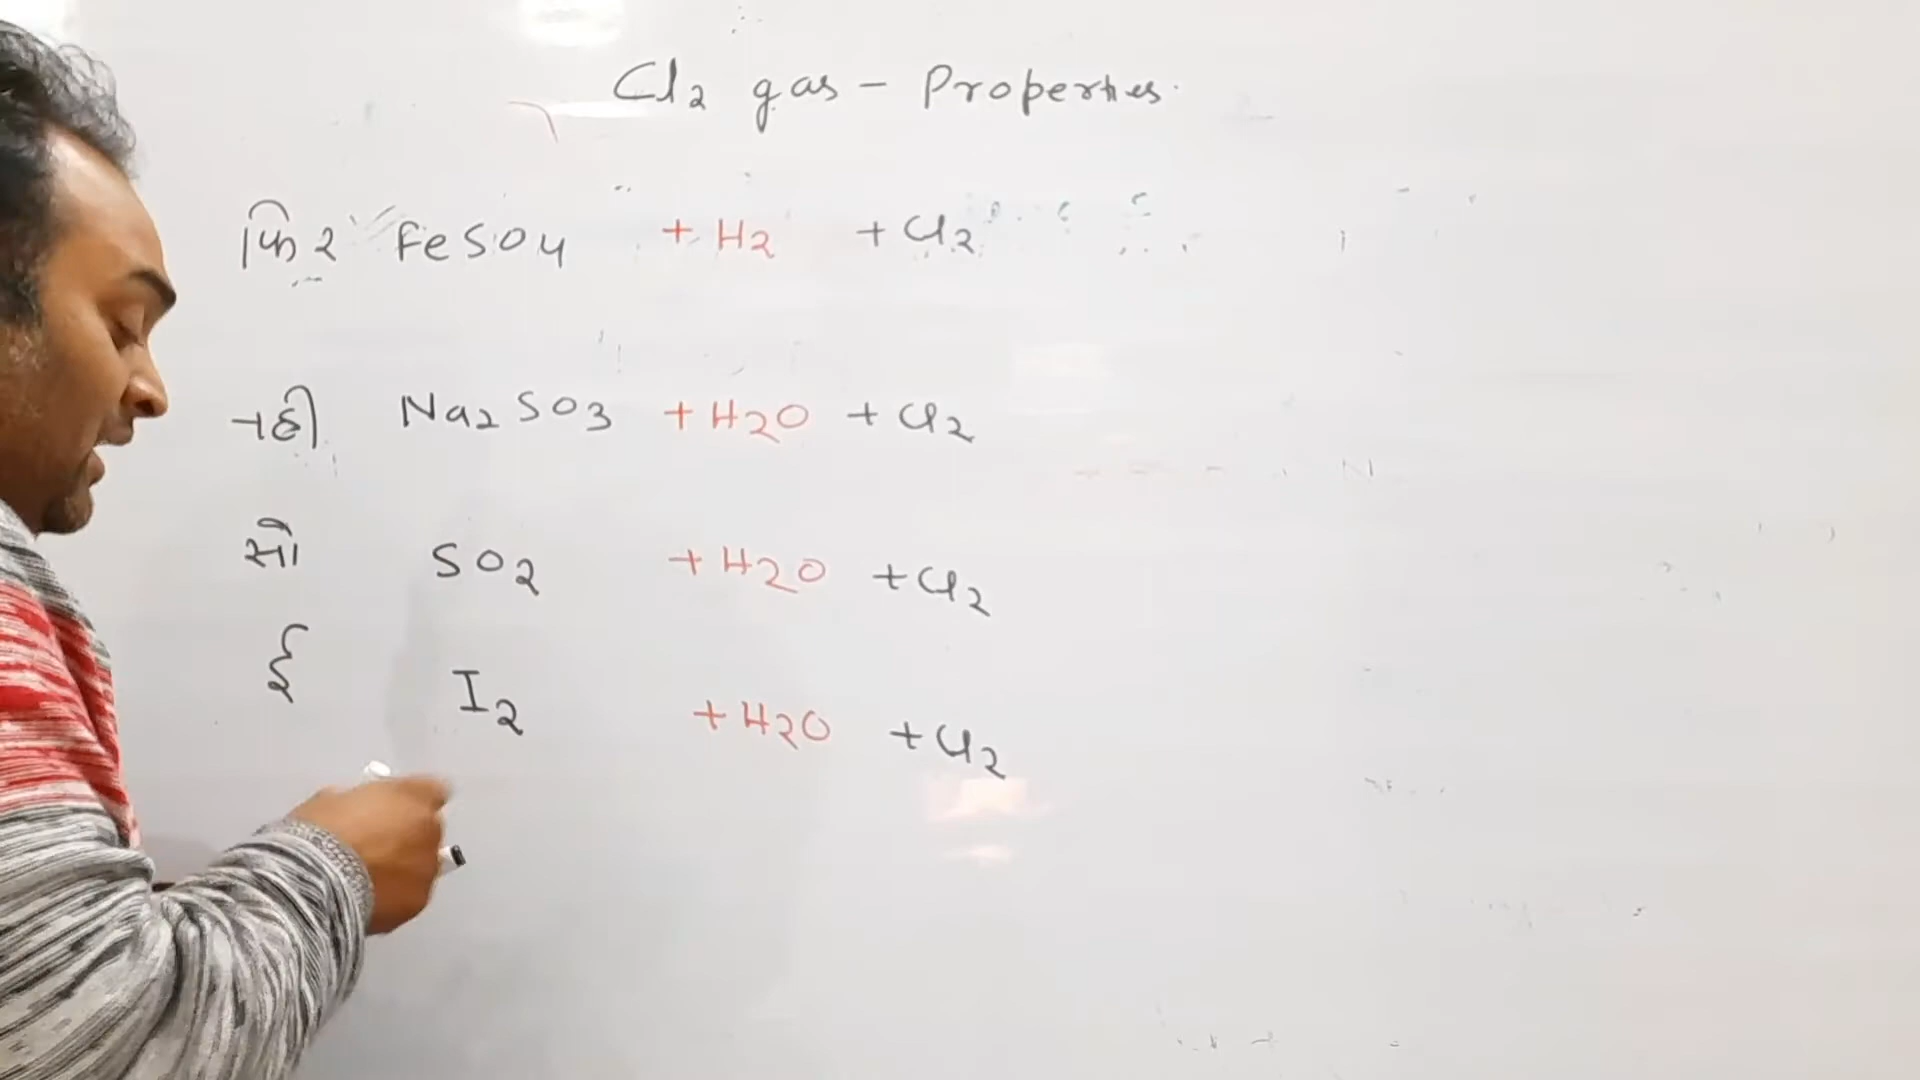 Cl2 gas - Properties
फिर FeSO4 + H2 + Cl2
नही Na2SO3 + H2O + Cl2
सो SO2 + H2O + Cl2
ई I2 + H2O + Cl2